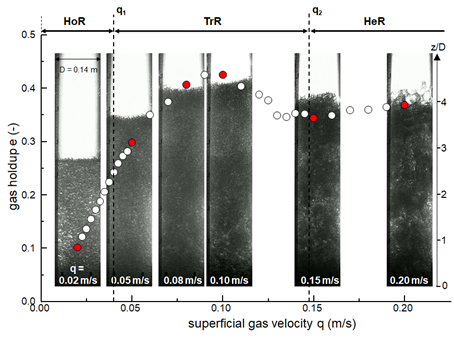 HoR q₁ TrR q₂ HeR
z/D
D = 0.14 m
gas holdup e (-)
0.5
0.4
0.3
0.2
0.1
0.0
4
3
2
1
0
q =
0.02 m/s 0.05 m/s 0.08 m/s 0.10 m/s 0.15 m/s 0.20 m/s
0.00 0.05 0.10 0.15 0.20
superficial gas velocity q (m/s)